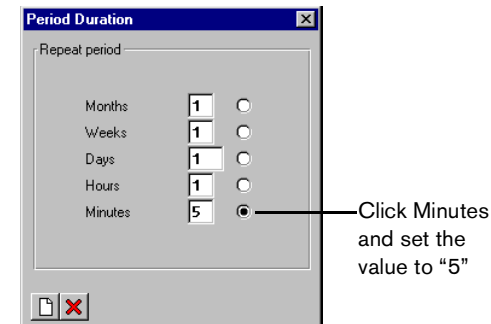 Period Duration
Repeat period
Months 1
Weeks 1
Days 1
Hours 1
Minutes 5
Click Minutes
and set the
value to “5”